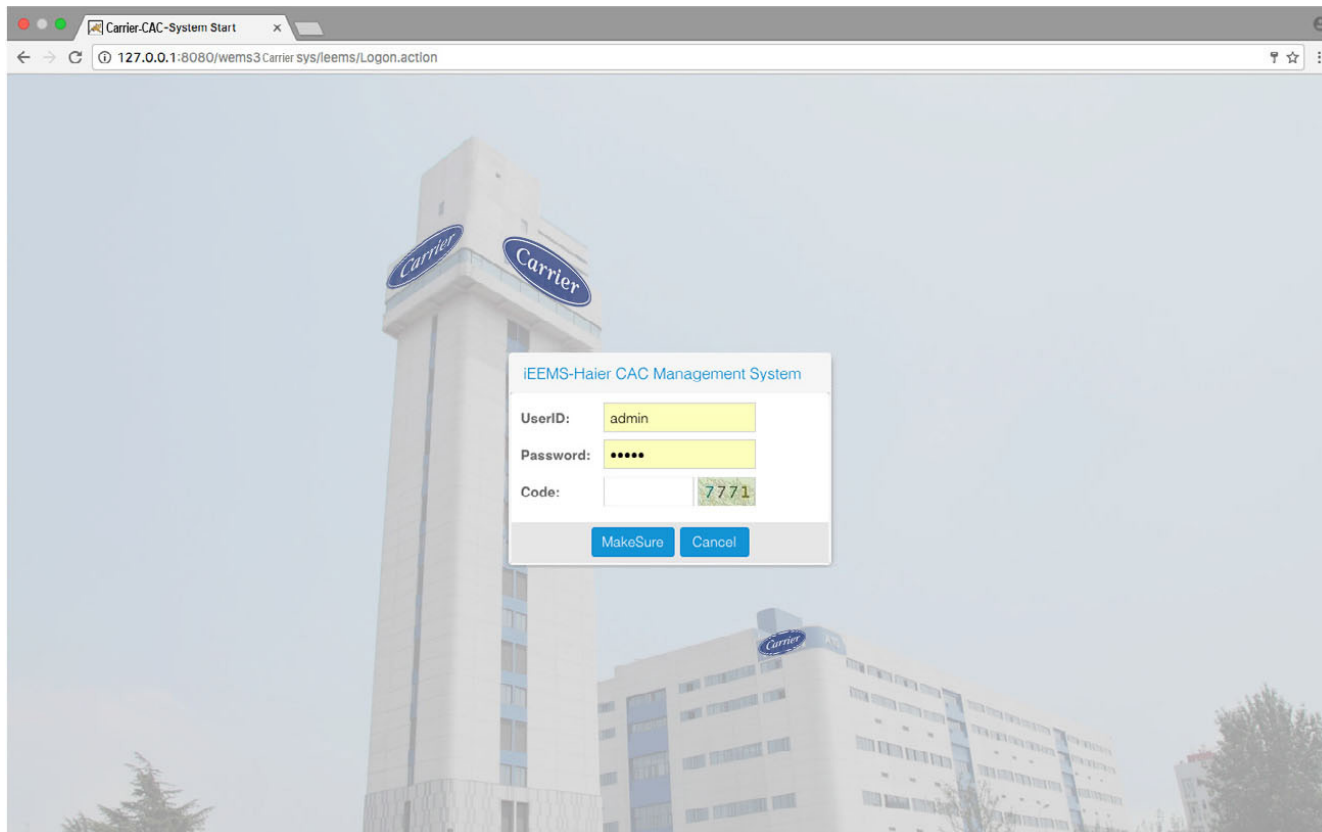 Carrier-CAC-System Start
127.0.0.1:8080/wems3 Carrier sys/ieems/Logon.action
Carrier
Carrier
iEEMS-Haier CAC Management System
UserID: admin
Password: •••••
Code: 7771
MakeSure Cancel
Carrier